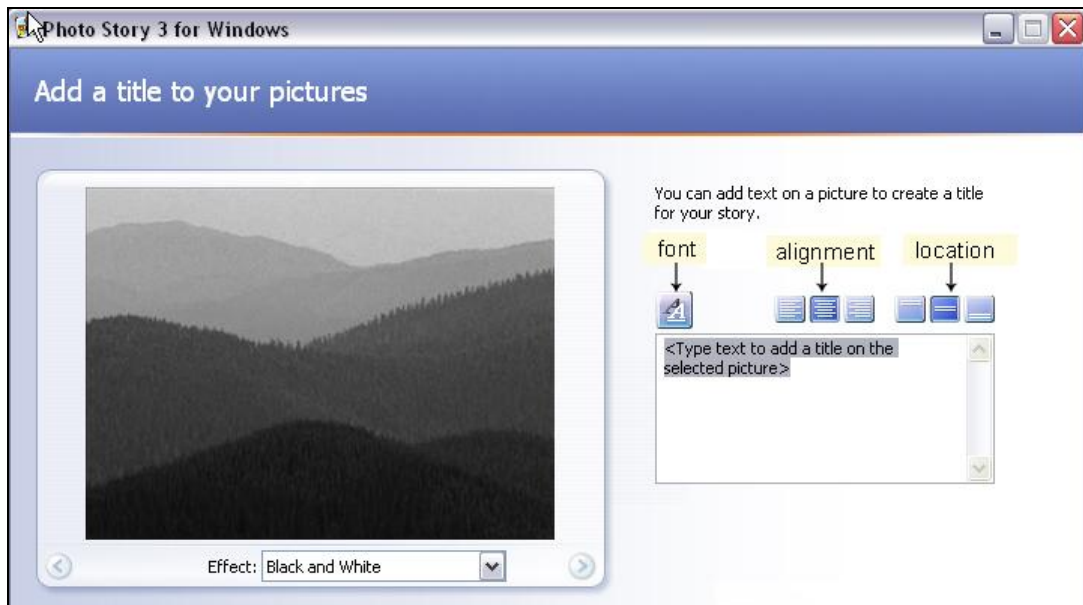 Photo Story 3 for Windows
Add a title to your pictures
You can add text on a picture to create a title
for your story.
font alignment location
<Type text to add a title on the
selected picture>
Effect: Black and White